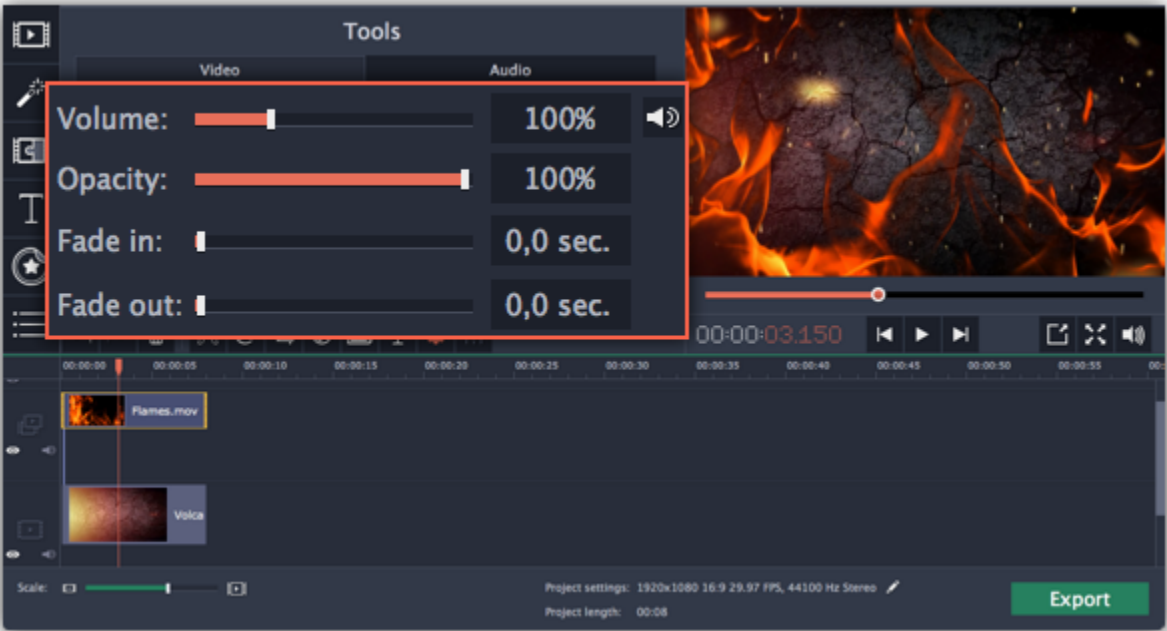 Tools
Video Audio
Volume: 100%
Opacity: 100%
Fade in: 0,0 sec.
Fade out: 0,0 sec.
T
00:00:03.150
00:00:00 00:00:05 00:00:10 00:00:15 00:00:20 00:00:25 00:00:30 00:00:35 00:00:40 00:00:45 00:00:50 00:00:55 00:
Flames.mov
Volca
Scale:
Project settings: 1920x1080 16:9 29.97 FPS, 44100 Hz Stereo
Project length: 00:08
Export